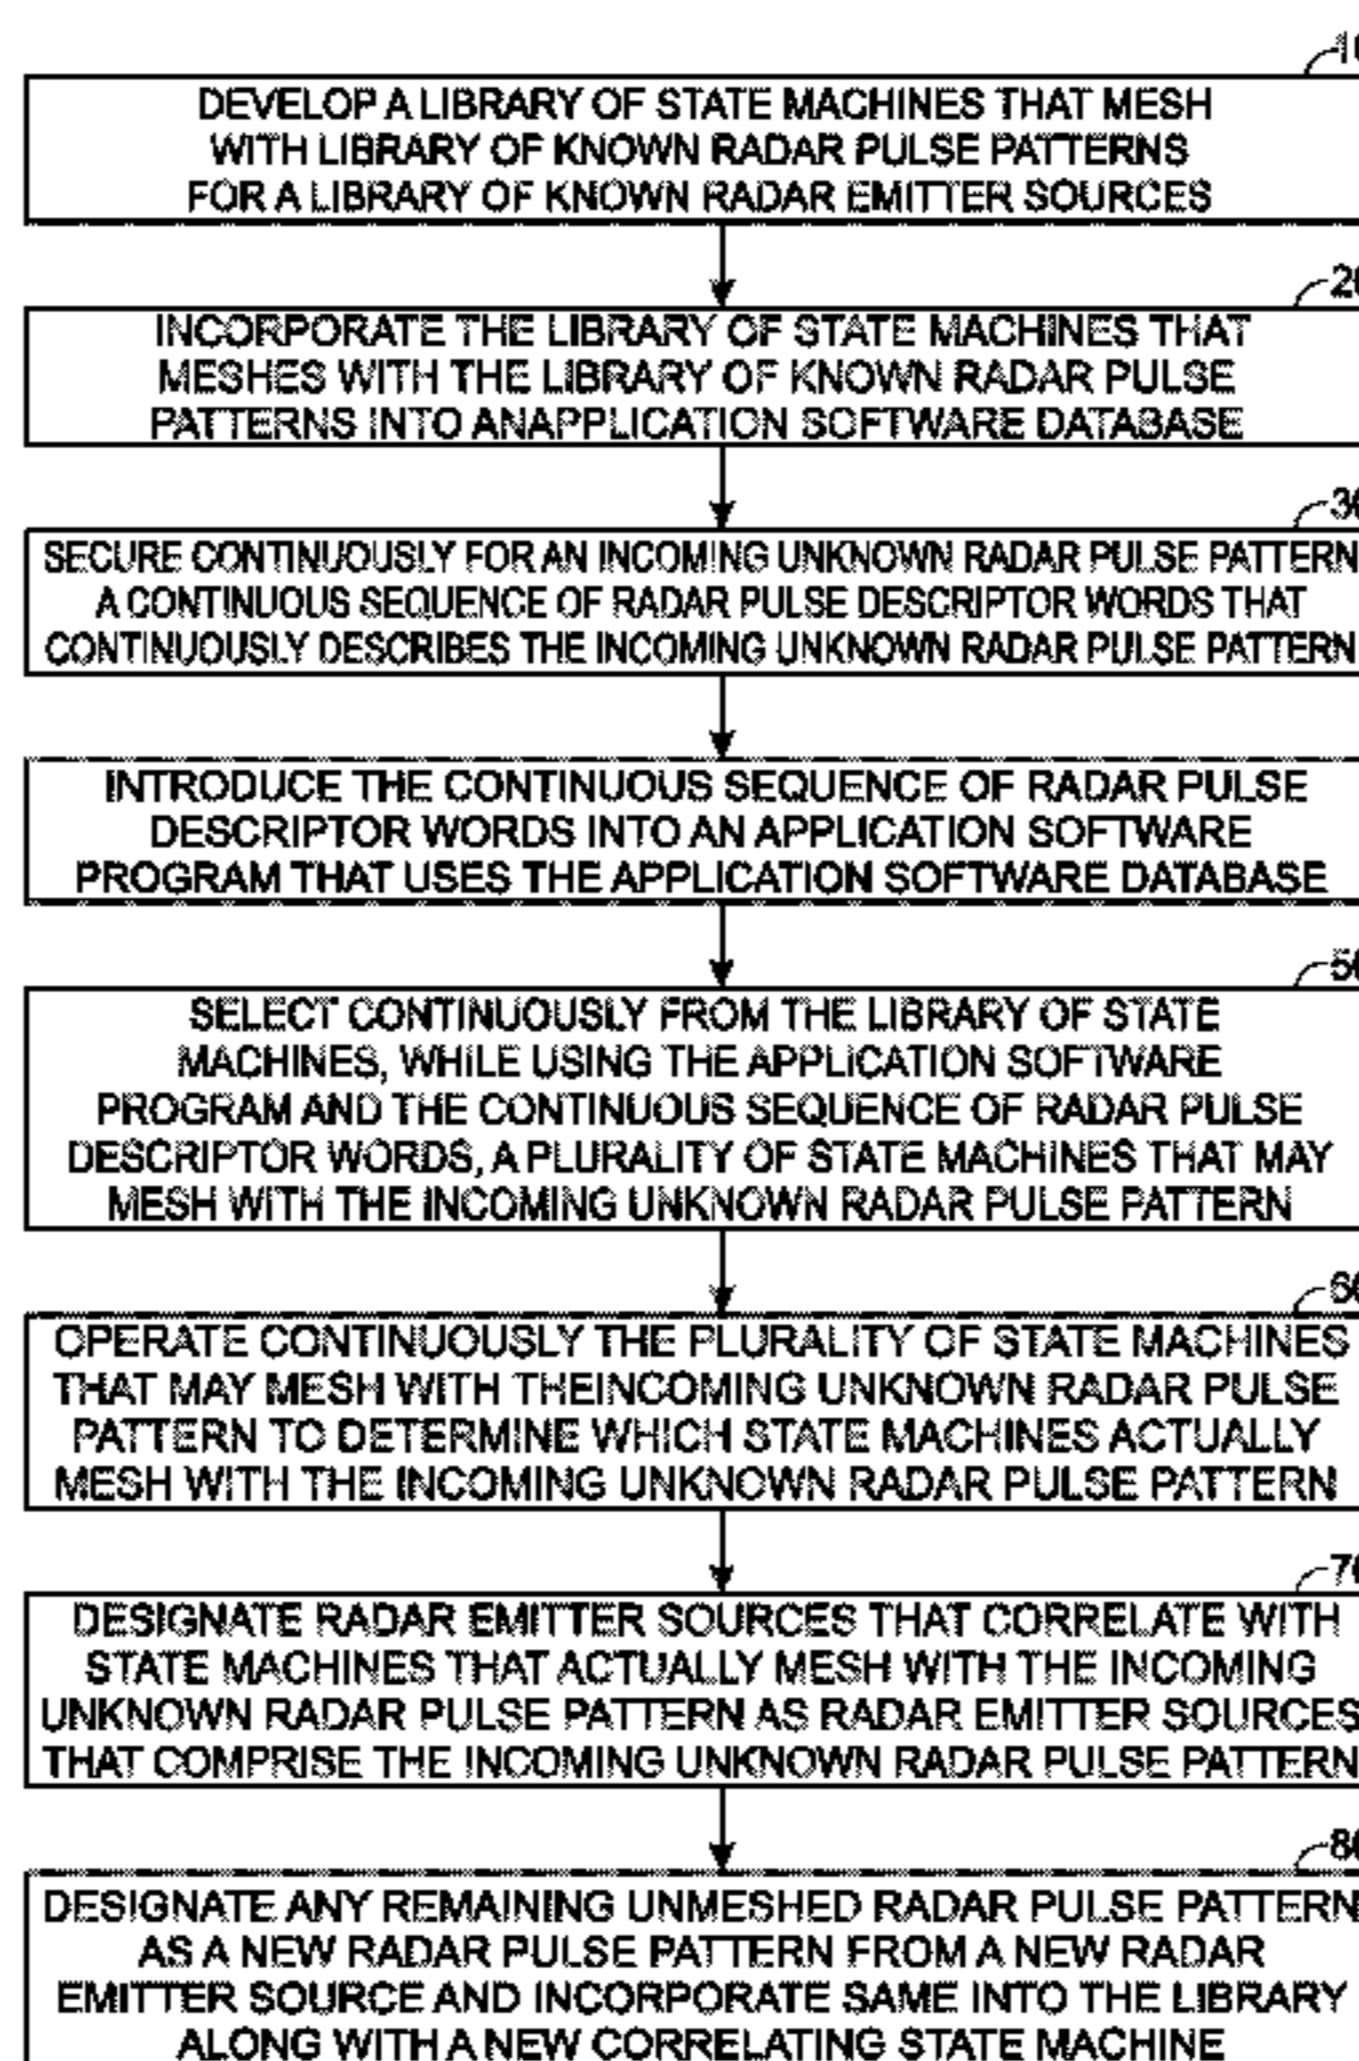 10
DEVELOP A LIBRARY OF STATE MACHINES THAT MESH
WITH LIBRARY OF KNOWN RADAR PULSE PATTERNS
FOR A LIBRARY OF KNOWN RADAR EMITTER SOURCES
20
INCORPORATE THE LIBRARY OF STATE MACHINES THAT
MESHES WITH THE LIBRARY OF KNOWN RADAR PULSE
PATTERNS INTO ANAPPLICATION SOFTWARE DATABASE
30
SECURE CONTINUOUSLY FOR AN INCOMING UNKNOWN RADAR PULSE PATTERN
A CONTINUOUS SEQUENCE OF RADAR PULSE DESCRIPTOR WORDS THAT
CONTINUOUSLY DESCRIBES THE INCOMING UNKNOWN RADAR PULSE PATTERN
INTRODUCE THE CONTINUOUS SEQUENCE OF RADAR PULSE
DESCRIPTOR WORDS INTO AN APPLICATION SOFTWARE
PROGRAM THAT USES THE APPLICATION SOFTWARE DATABASE
50
SELECT CONTINUOUSLY FROM THE LIBRARY OF STATE
MACHINES, WHILE USING THE APPLICATION SOFTWARE
PROGRAM AND THE CONTINUOUS SEQUENCE OF RADAR PULSE
DESCRIPTOR WORDS, A PLURALITY OF STATE MACHINES THAT MAY
MESH WITH THE INCOMING UNKNOWN RADAR PULSE PATTERN
60
OPERATE CONTINUOUSLY THE PLURALITY OF STATE MACHINES
THAT MAY MESH WITH THEINCOMING UNKNOWN RADAR PULSE
PATTERN TO DETERMINE WHICH STATE MACHINES ACTUALLY
MESH WITH THE INCOMING UNKNOWN RADAR PULSE PATTERN
70
DESIGNATE RADAR EMITTER SOURCES THAT CORRELATE WITH
STATE MACHINES THAT ACTUALLY MESH WITH THE INCOMING
UNKNOWN RADAR PULSE PATTERN AS RADAR EMITTER SOURCES
THAT COMPRISE THE INCOMING UNKNOWN RADAR PULSE PATTERN
80
DESIGNATE ANY REMAINING UNMESHED RADAR PULSE PATTERN
AS A NEW RADAR PULSE PATTERN FROM A NEW RADAR
EMITTER SOURCE AND INCORPORATE SAME INTO THE LIBRARY
ALONG WITH A NEW CORRELATING STATE MACHINE